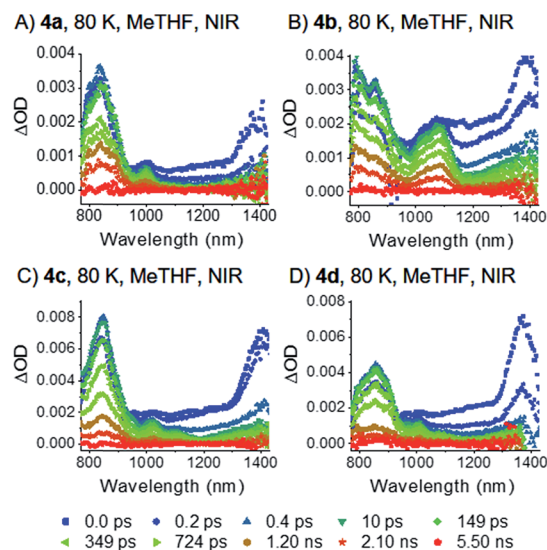 A) 4a, 80 K, MeTHF, NIR
0.004
0.003
0.002
0.001
0.000
ΔOD
800 1000 1200 1400
Wavelength (nm)
B) 4b, 80 K, MeTHF, NIR
0.004
0.003
0.002
0.001
0.000
ΔOD
800 1000 1200 1400
Wavelength (nm)
C) 4c, 80 K, MeTHF, NIR
0.008
0.006
0.004
0.002
0.000
ΔOD
800 1000 1200 1400
Wavelength (nm)
D) 4d, 80 K, MeTHF, NIR
0.008
0.006
0.004
0.002
0.000
ΔOD
800 1000 1200 1400
Wavelength (nm)
0.0 ps 0.2 ps 0.4 ps 10 ps 149 ps
349 ps 724 ps 1.20 ns 2.10 ns 5.50 ns